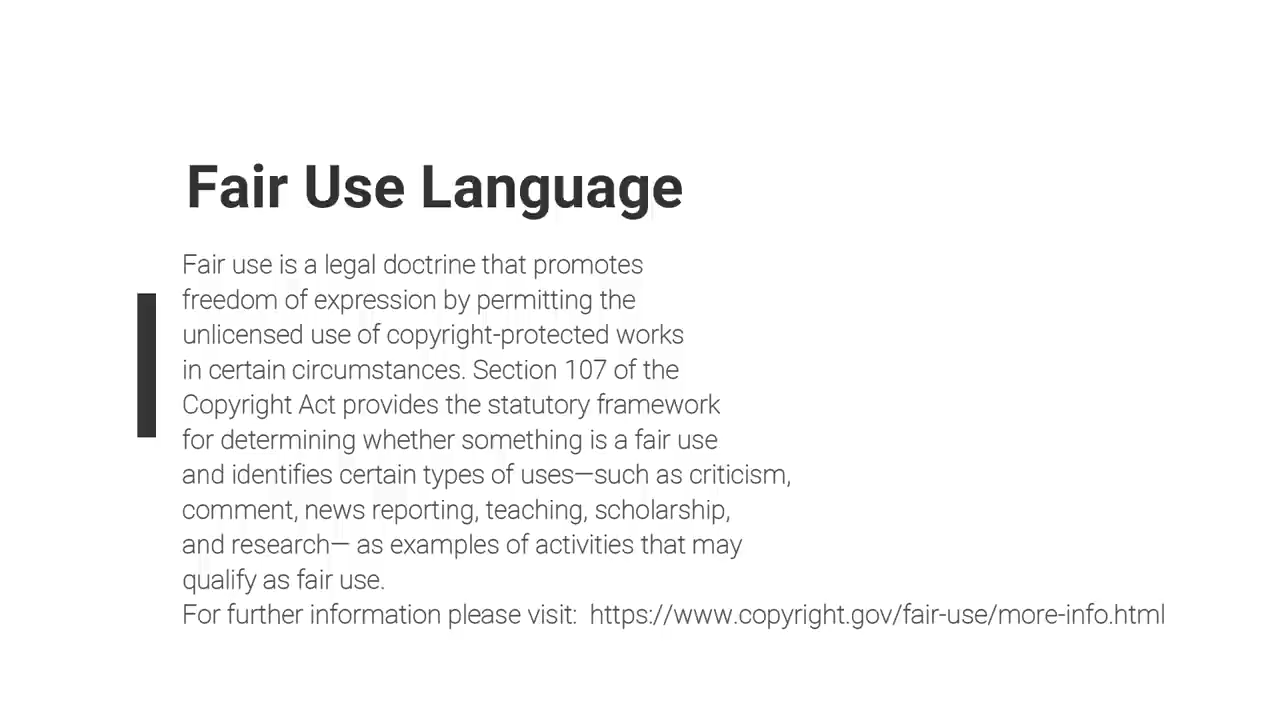 Fair Use Language
Fair use is a legal doctrine that promotes
freedom of expression by permitting the
unlicensed use of copyright-protected works
in certain circumstances. Section 107 of the
Copyright Act provides the statutory framework
for determining whether something is a fair use
and identifies certain types of uses—such as criticism,
comment, news reporting, teaching, scholarship,
and research— as examples of activities that may
qualify as fair use.
For further information please visit:  https://www.copyright.gov/fair-use/more-info.html